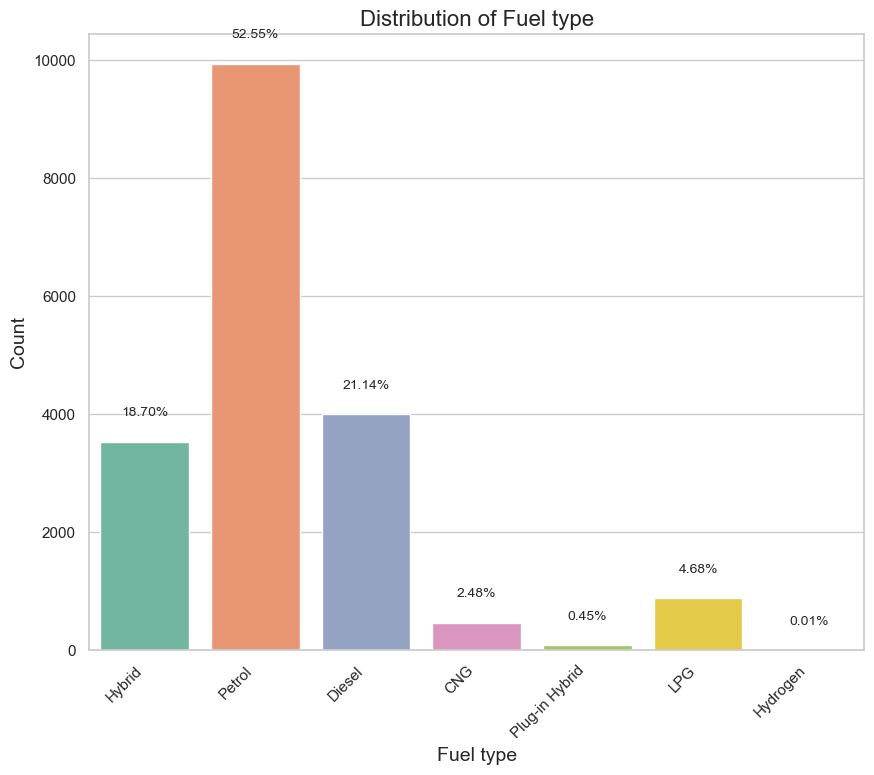 Distribution of Fuel type
52.55%
10000
8000
6000
21.14%
18.70%
4000
2.48%
0.45%
4.68%
0.01%
2000
0
Hybrid
Petrol
Diesel
CNG
Plug-in Hybrid
LPG
Hydrogen
Count
Fuel type